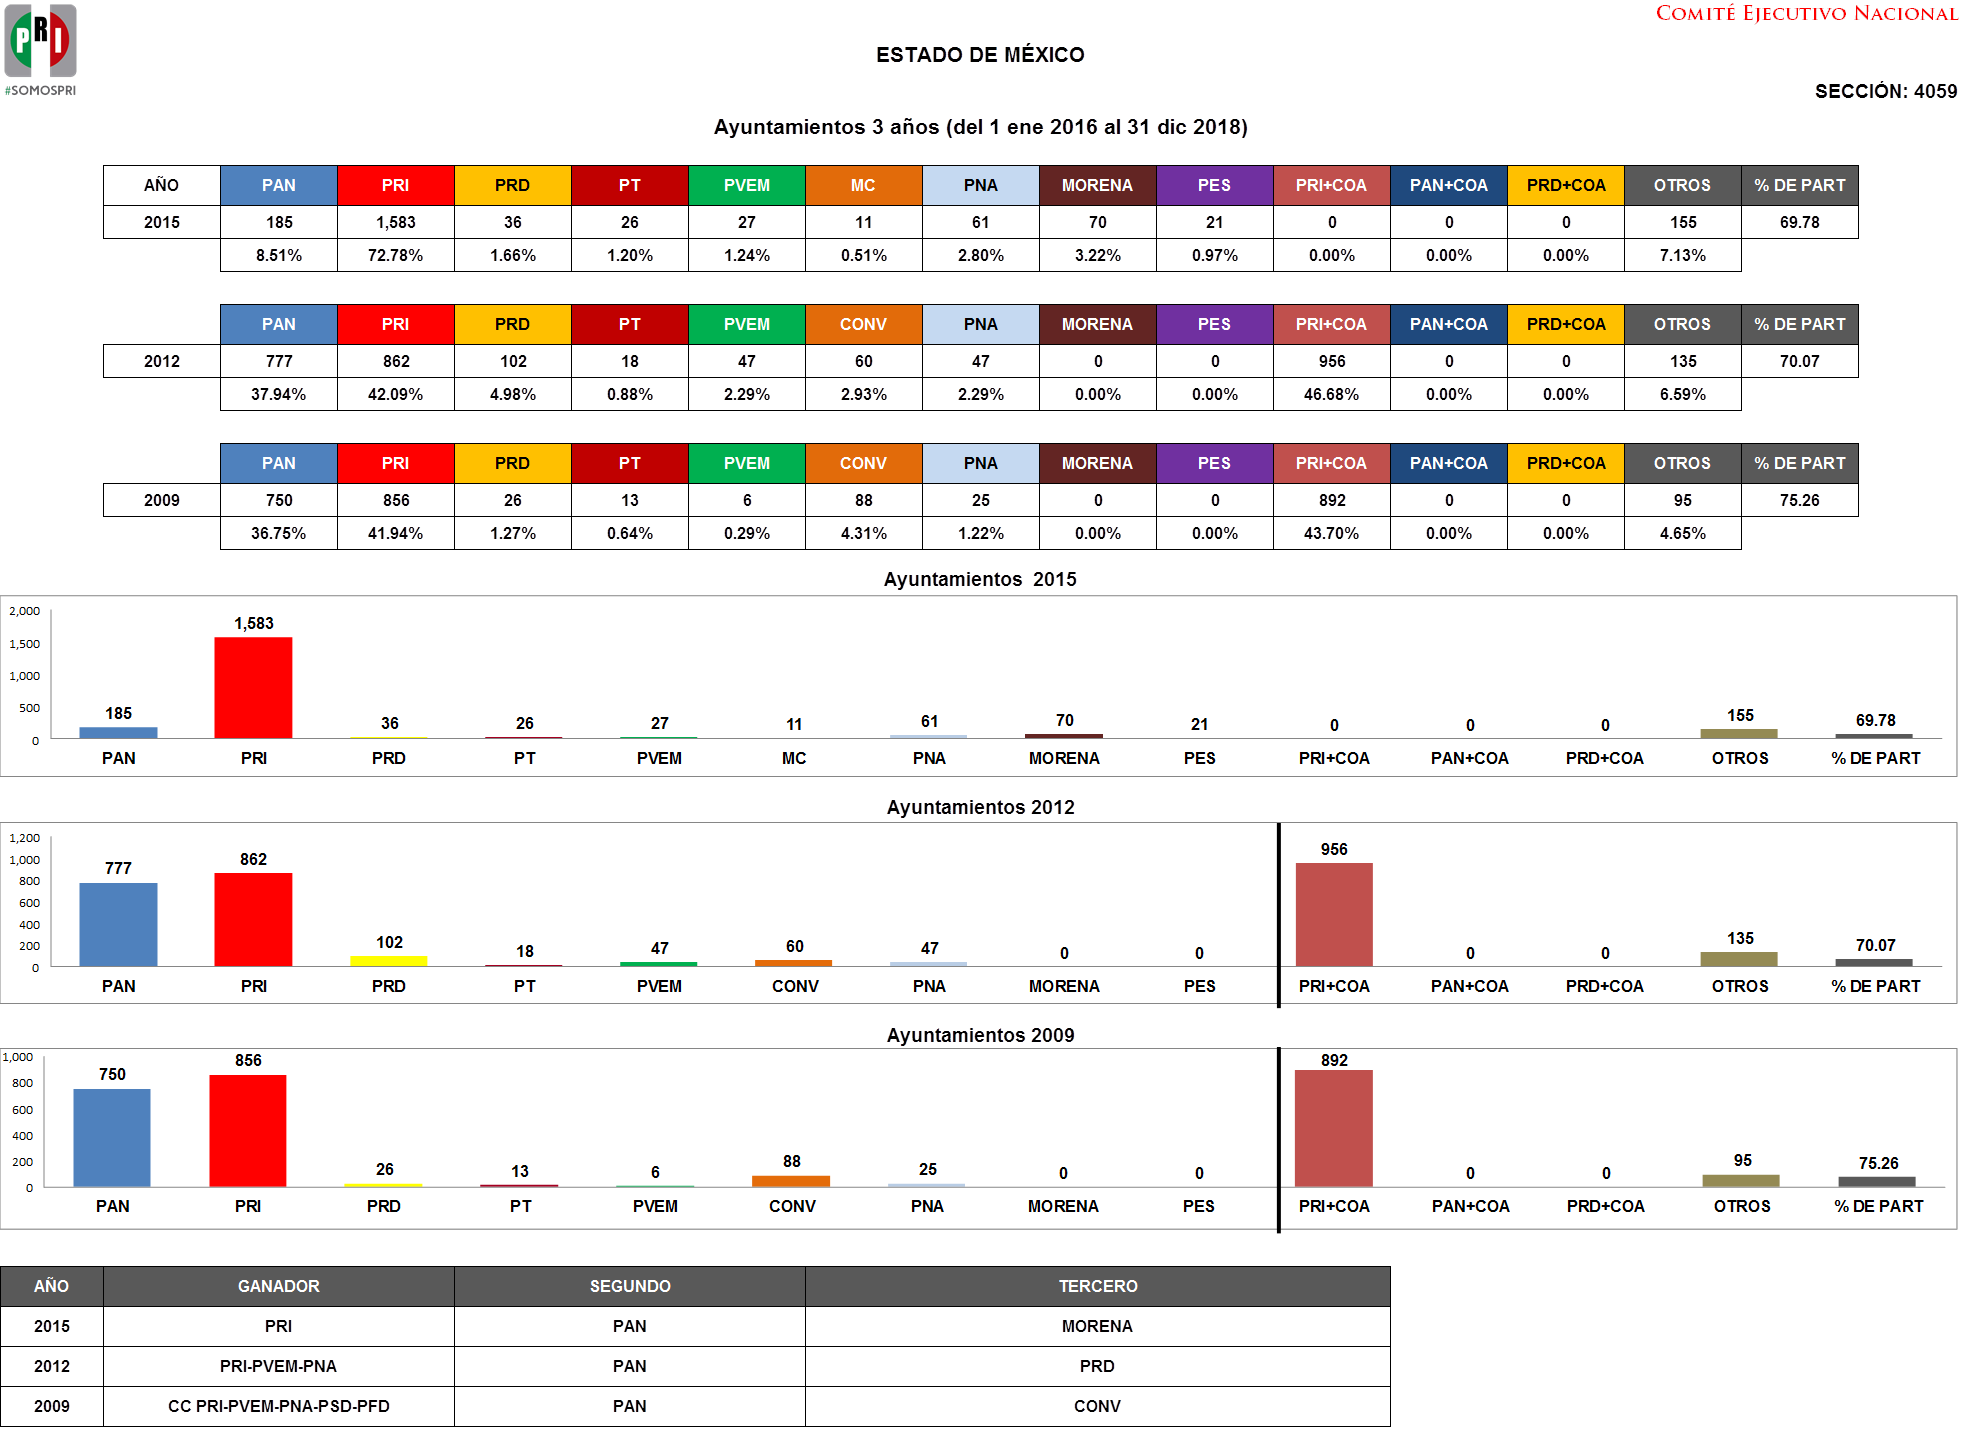 PRI
#SOMOSPRI
COMITÉ EJECUTIVO NACIONAL
ESTADO DE MÉXICO
SECCIÓN: 4059
Ayuntamientos 3 años (del 1 ene 2016 al 31 dic 2018)
AÑO PAN PRI PRD PT PVEM MC PNA MORENA PES PRI+COA PAN+COA PRD+COA OTROS % DE PART
2015 185 1,583 36 26 27 11 61 70 21 0 0 0 155 69.78
8.51% 72.78% 1.66% 1.20% 1.24% 0.51% 2.80% 3.22% 0.97% 0.00% 0.00% 0.00% 7.13%
PAN PRI PRD PT PVEM CONV PNA MORENA PES PRI+COA PAN+COA PRD+COA OTROS % DE PART
2012 777 862 102 18 47 60 47 0 0 956 0 0 135 70.07
37.94% 42.09% 4.98% 0.88% 2.29% 2.93% 2.29% 0.00% 0.00% 46.68% 0.00% 0.00% 6.59%
PAN PRI PRD PT PVEM CONV PNA MORENA PES PRI+COA PAN+COA PRD+COA OTROS % DE PART
2009 750 856 26 13 6 88 25 0 0 892 0 0 95 75.26
36.75% 41.94% 1.27% 0.64% 0.29% 4.31% 1.22% 0.00% 0.00% 43.70% 0.00% 0.00% 4.65%
Ayuntamientos 2015
2,000
1,500
1,000
500
0
185 1,583 36 26 27 11 61 70 21 0 0 0 155 69.78
PAN PRI PRD PT PVEM MC PNA MORENA PES PRI+COA PAN+COA PRD+COA OTROS % DE PART
Ayuntamientos 2012
1,200
1,000
800
600
400
200
0
777 862 102 18 47 60 47 0 0 956 0 0 135 70.07
PAN PRI PRD PT PVEM CONV PNA MORENA PES PRI+COA PAN+COA PRD+COA OTROS % DE PART
Ayuntamientos 2009
1,000
800
600
400
200
0
750 856 26 13 6 88 25 0 0 892 0 0 95 75.26
PAN PRI PRD PT PVEM CONV PNA MORENA PES PRI+COA PAN+COA PRD+COA OTROS % DE PART
AÑO GANADOR SEGUNDO TERCERO
2015 PRI PAN MORENA
2012 PRI-PVEM-PNA PAN PRD
2009 CC PRI-PVEM-PNA-PSD-PFD PAN CONV